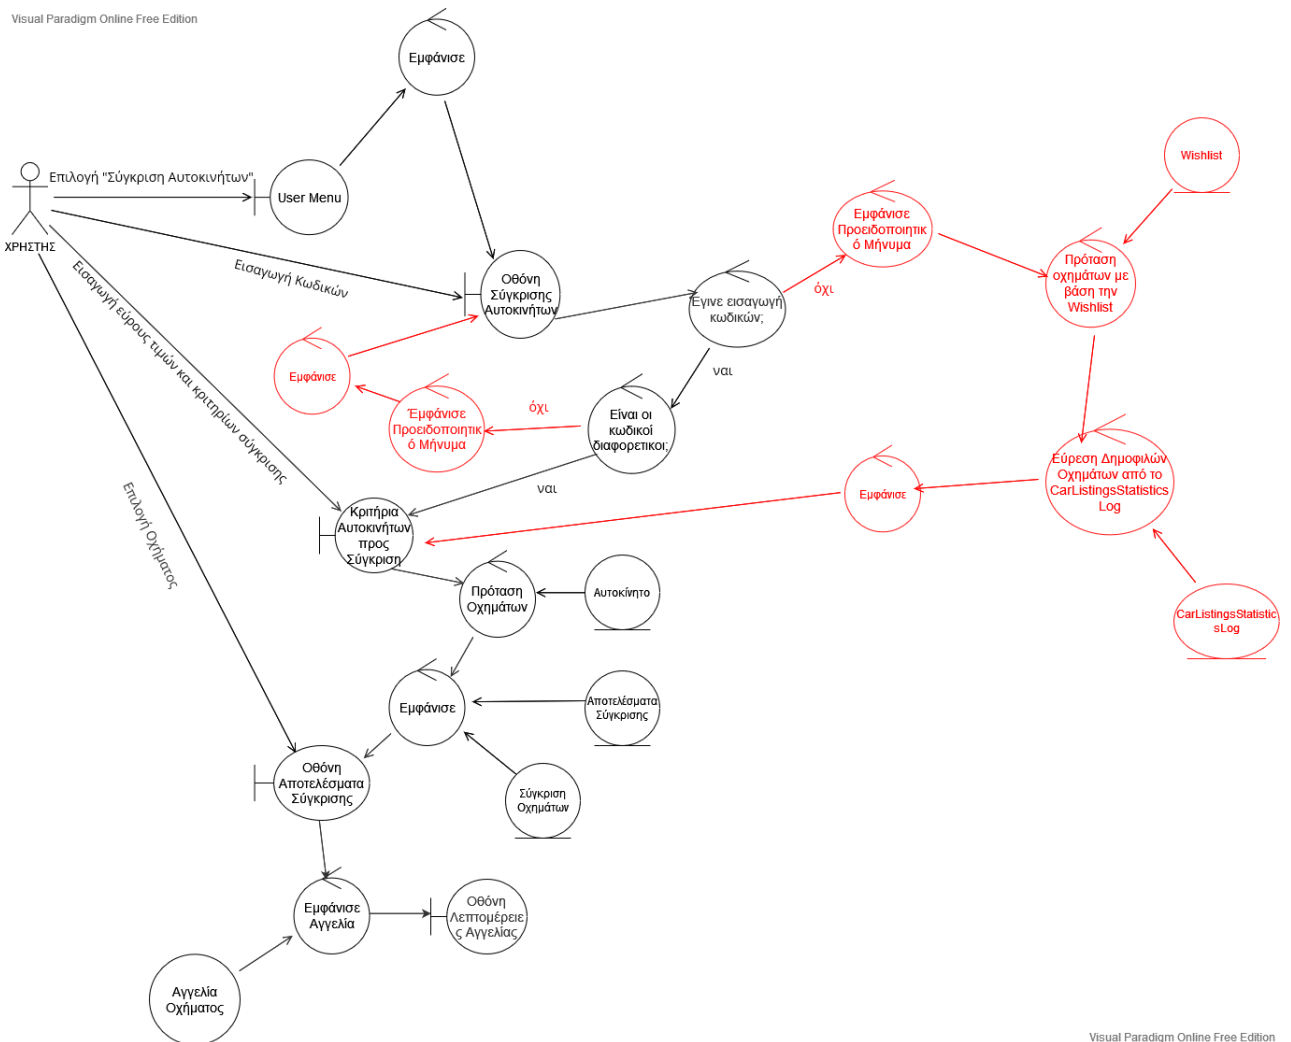 Visual Paradigm Online Free Edition
Εμφάνισε
Wishlist
Επιλογή "Σύγκριση Αυτοκινήτων"
User Menu
ΧΡΗΣΤΗΣ
Εμφάνισε
Προειδοποιητικ
ό Μήνυμα
Εισαγωγή Κωδικών
Οθόνη
Σύγκρισης
Αυτοκινήτων
Πρόταση
οχημάτων με
βάση την
Wishlist
Έγινε εισαγωγή
κωδικών;
όχι
Εισαγωγή εύρους τιμών και κριτηρίων σύγκρισης
Εμφάνισε
ναι
Έμφάνισε
Προειδοποιητικ
ό Μήνυμα
όχι
Είναι οι
κωδικοί
διαφορετικοι;
Εύρεση Δημοφιλών
Οχημάτων από το
CarListingsStatistics
Log
Εμφάνισε
ναι
Επιλογή Οχήματος
Κριτήρια
Αυτοκινήτων
προς
Σύγκριση
Πρόταση
Οχημάτων
Αυτοκίνητο
CarListingsStatistic
sLog
Εμφάνισε
Αποτελέσματα
Σύγκρισης
Οθόνη
Αποτελέσματα
Σύγκρισης
Σύγκριση
Οχημάτων
Εμφάνισε
Αγγελία
Οθόνη
Λεπτομέρειε
ς Αγγελίας
Αγγελία
Οχήματος
Visual Paradigm Online Free Edition